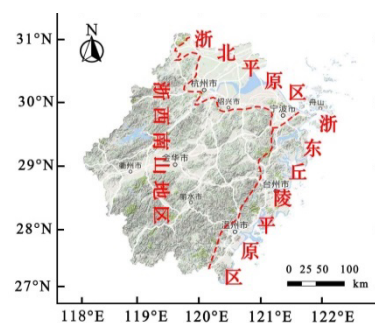 浙北平原区
浙西南山地区
浙东丘陵平原区
杭州市
绍兴市
宁波市
舟山
衢州市
金华市
台州市
丽水市
温州市
31°N
30°N
29°N
28°N
27°N
118°E
119°E
120°E
121°E
122°E
N
0 25 50 100
km